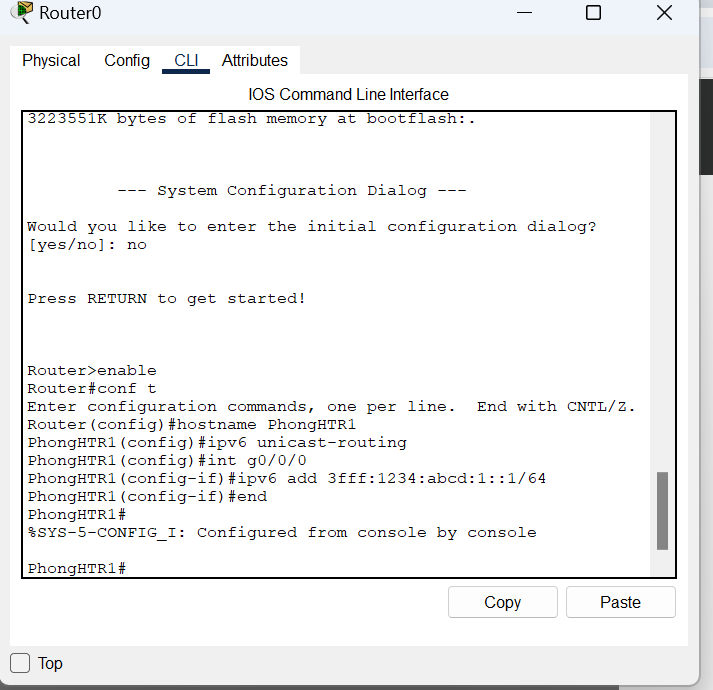 Router0
Physical Config CLI Attributes
IOS Command Line Interface
3223551K bytes of flash memory at bootflash:.
--- System Configuration Dialog ---
Would you like to enter the initial configuration dialog?
[yes/no]: no
Press RETURN to get started!
Router>enable
Router#conf t
Enter configuration commands, one per line.  End with CNTL/Z.
Router(config)#hostname PhongHTR1
PhongHTR1(config)#ipv6 unicast-routing
PhongHTR1(config)#int g0/0/0
PhongHTR1(config-if)#ipv6 add 3fff:1234:abcd:1::1/64
PhongHTR1(config-if)#end
PhongHTR1#
%SYS-5-CONFIG_I: Configured from console by console
PhongHTR1#
Copy Paste
Top